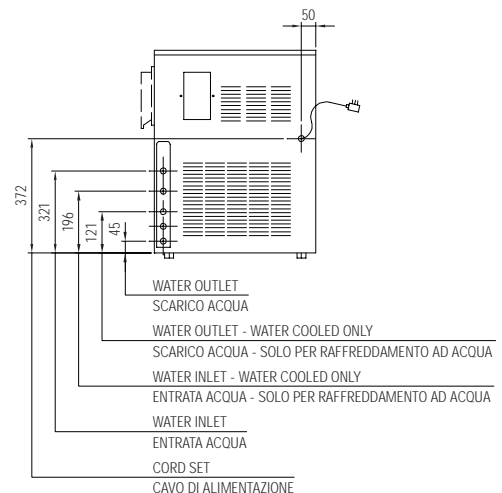 50
372
321
196
121
45
WATER OUTLET
SCARICO ACQUA
WATER OUTLET - WATER COOLED ONLY
SCARICO ACQUA - SOLO PER RAFFREDDAMENTO AD ACQUA
WATER INLET - WATER COOLED ONLY
ENTRATA ACQUA - SOLO PER RAFFREDDAMENTO AD ACQUA
WATER INLET
ENTRATA ACQUA
CORD SET
CAVO DI ALIMENTAZIONE